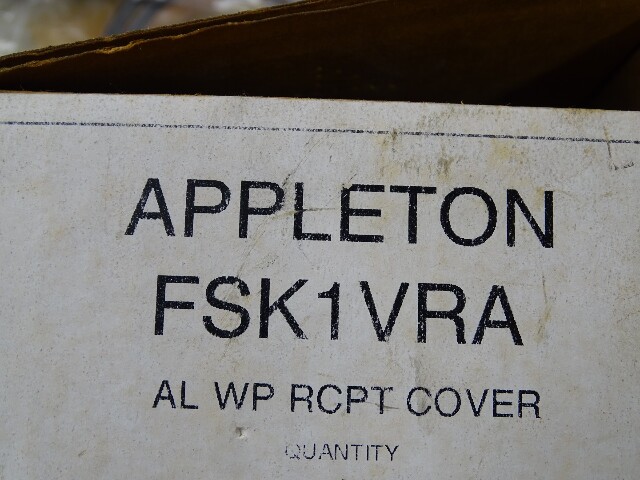 APPLETON
FSK1VRA
AL WP RCPT COVER
QUANTITY